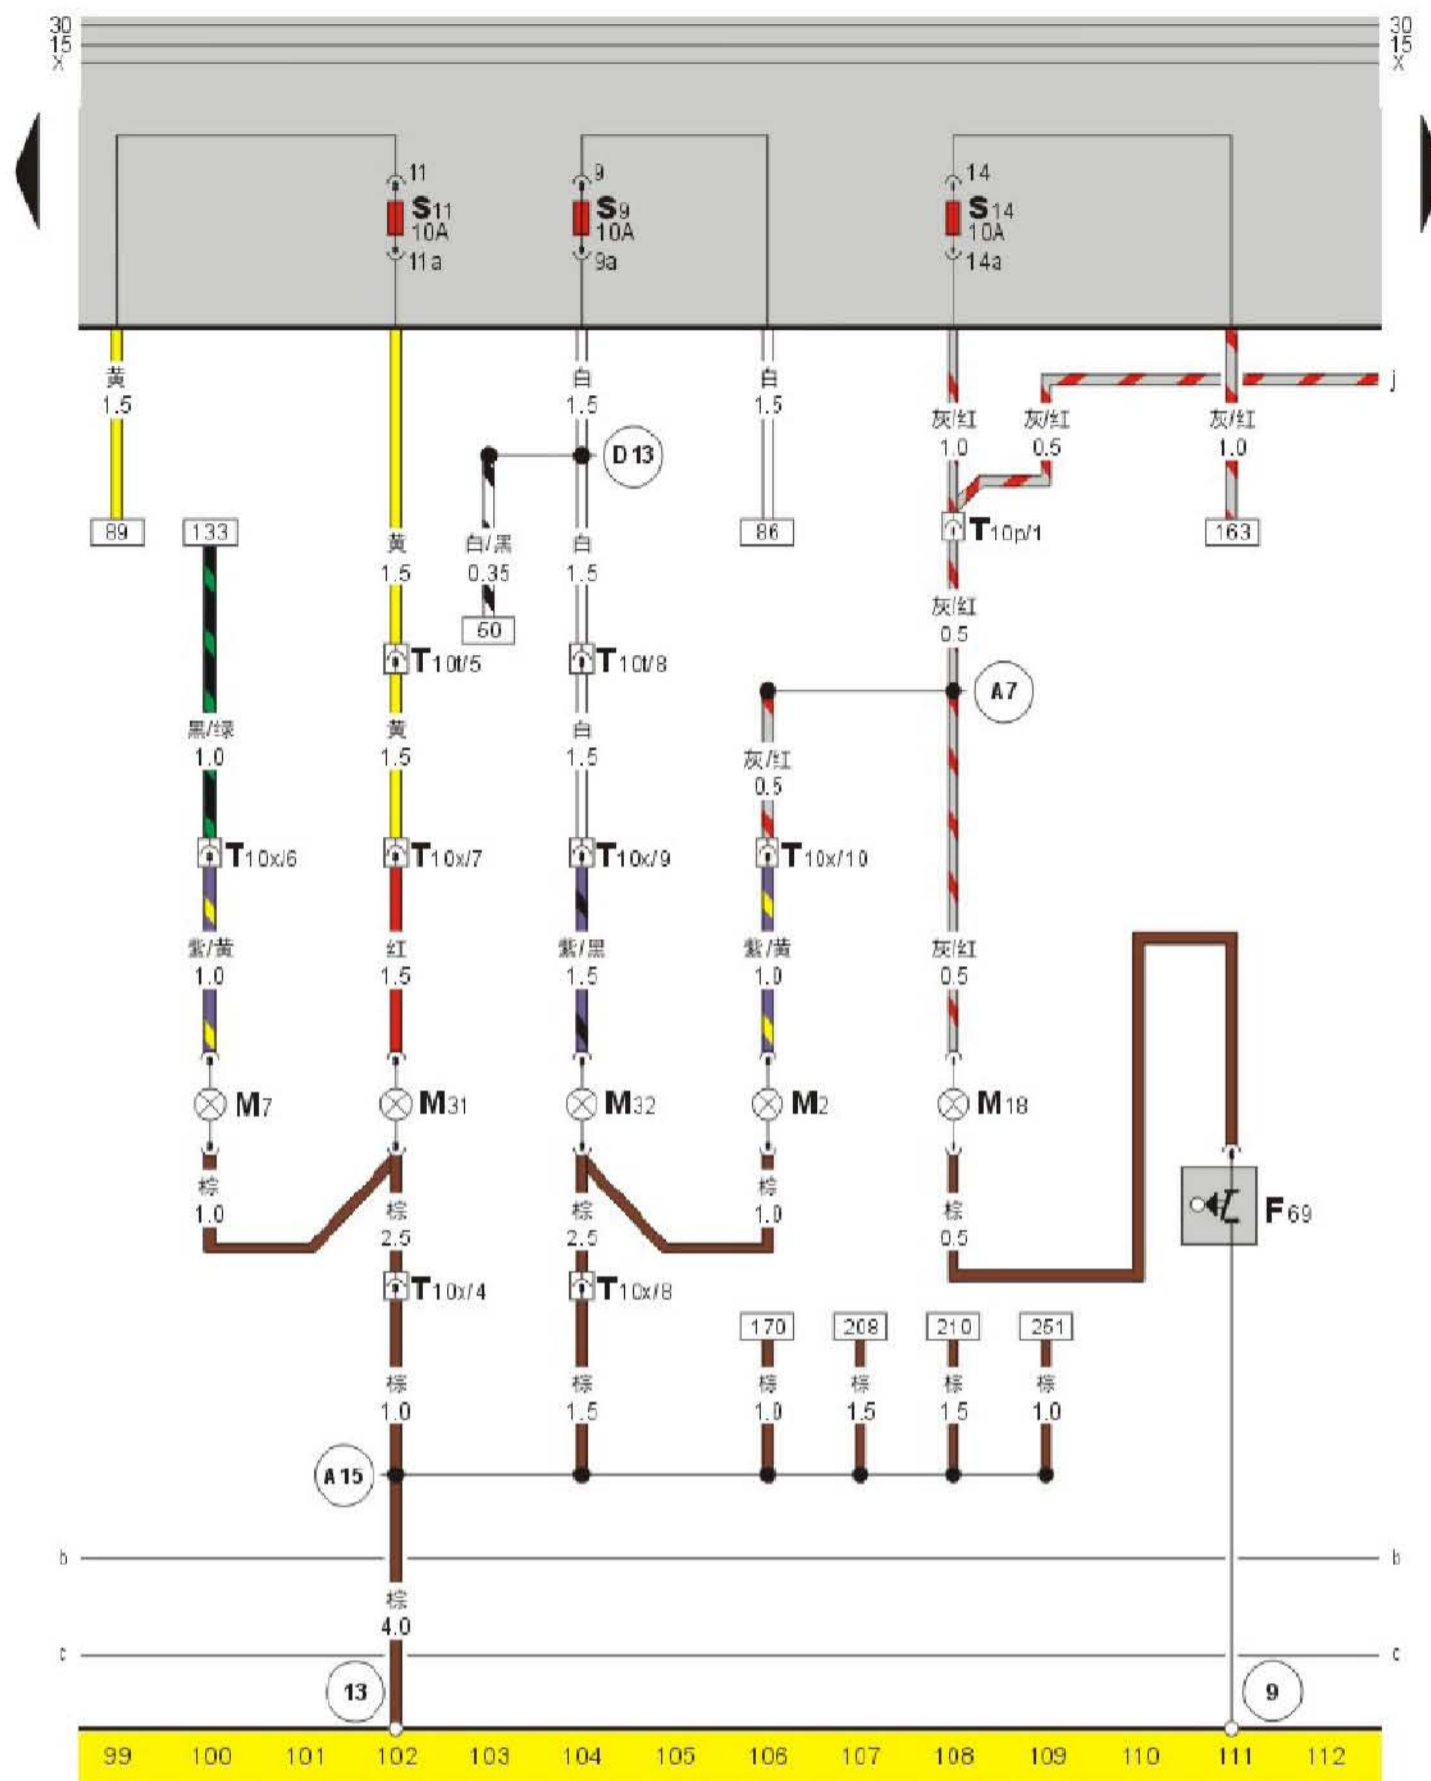 30 30
15 15
X X
11 9 14
S11 S9 S14
10A 10A 10A
11a 9a 14a
黄 白 白
1.5 1.5 1.5
j
灰/红 灰/红 灰/红
1.0 0.5 1.0
D13
89 133 86 T10p/1 163
黄 白/黑 白
1.5 0.35 1.5
灰/红
0.5
60
T10t/5 T10t/8
A7
黑/绿 黄 白
1.0 1.5 1.5
灰/红
0.5
T10x/6 T10x/7 T10x/9 T10x/10
紫/黄 红 紫/黑 紫/黄 灰/红
1.0 1.5 1.5 1.0 0.5
M7 M31 M32 M2 M18
棕 棕
1.0 1.0
棕 棕 棕
2.5 2.5 0.5
F69
T10x/4 T10x/8
170 208 210 251
棕 棕 棕 棕 棕 棕
1.0 1.5 1.0 1.5 1.5 1.0
A15
b b
棕
4.0
c c
13 9
99 100 101 102 103 104 105 106 107 108 109 110 111 112